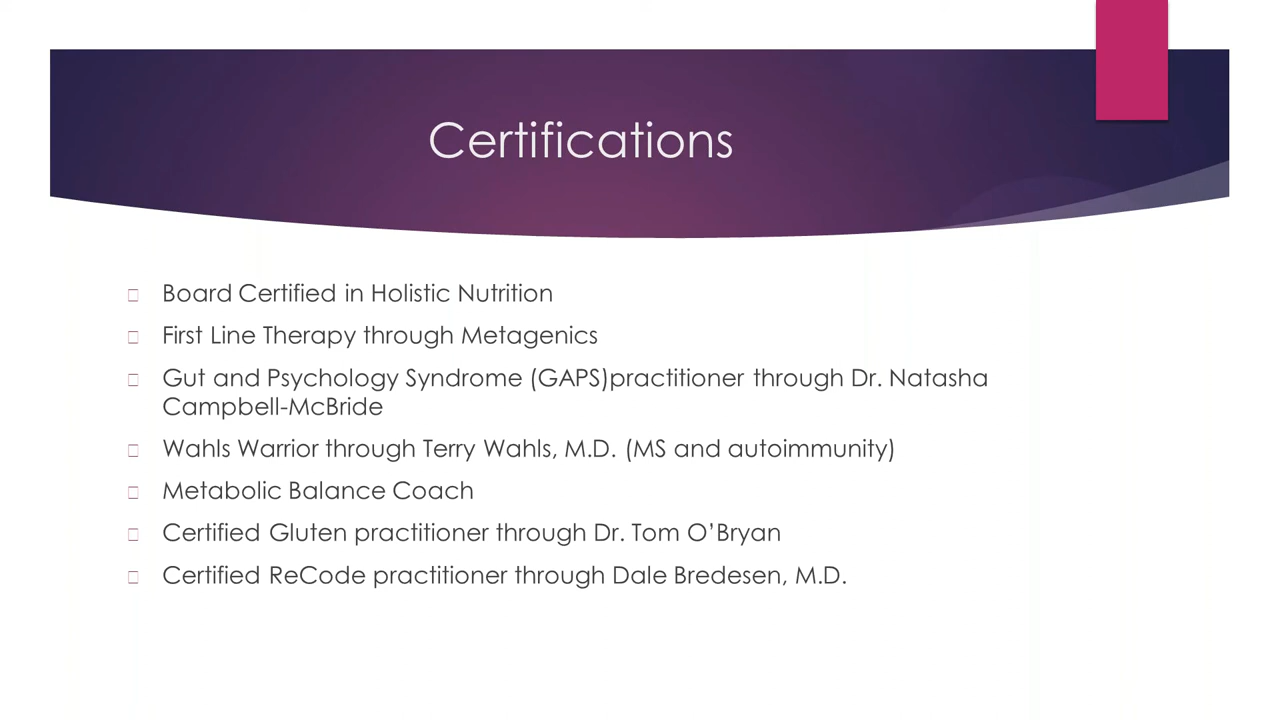 Certifications
Board Certified in Holistic Nutrition
First Line Therapy through Metagenics
Gut and Psychology Syndrome (GAPS)practitioner through Dr. Natasha
Campbell-McBride
Wahls Warrior through Terry Wahls, M.D. (MS and autoimmunity)
Metabolic Balance Coach
Certified Gluten practitioner through Dr. Tom O’Bryan
Certified ReCode practitioner through Dale Bredesen, M.D.